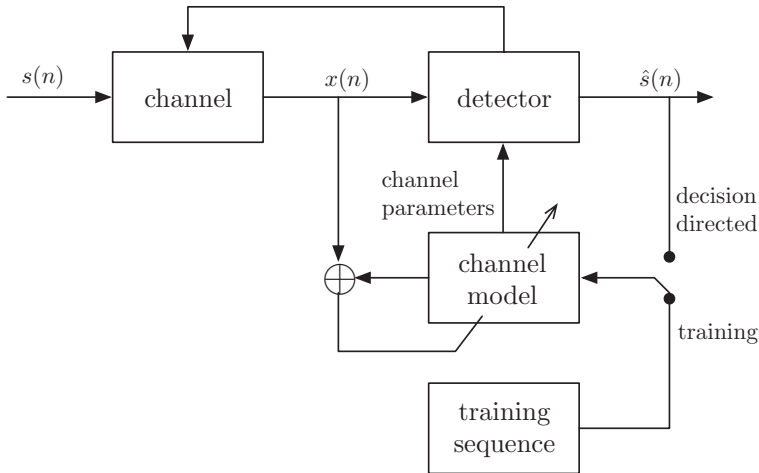 s(n)
channel
x(n)
detector
ŝ(n)
channel
parameters
decision
directed
channel
model
training
training
sequence